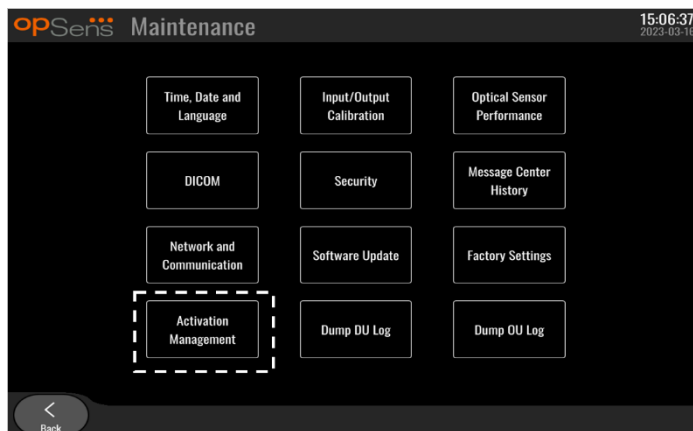 opSens Maintenance
15:06:37
2023-03-16
Time, Date and
Language
Input/Output
Calibration
Optical Sensor
Performance
DICOM
Security
Message Center
History
Network and
Communication
Software Update
Factory Settings
Activation
Management
Dump DU Log
Dump OU Log
Back